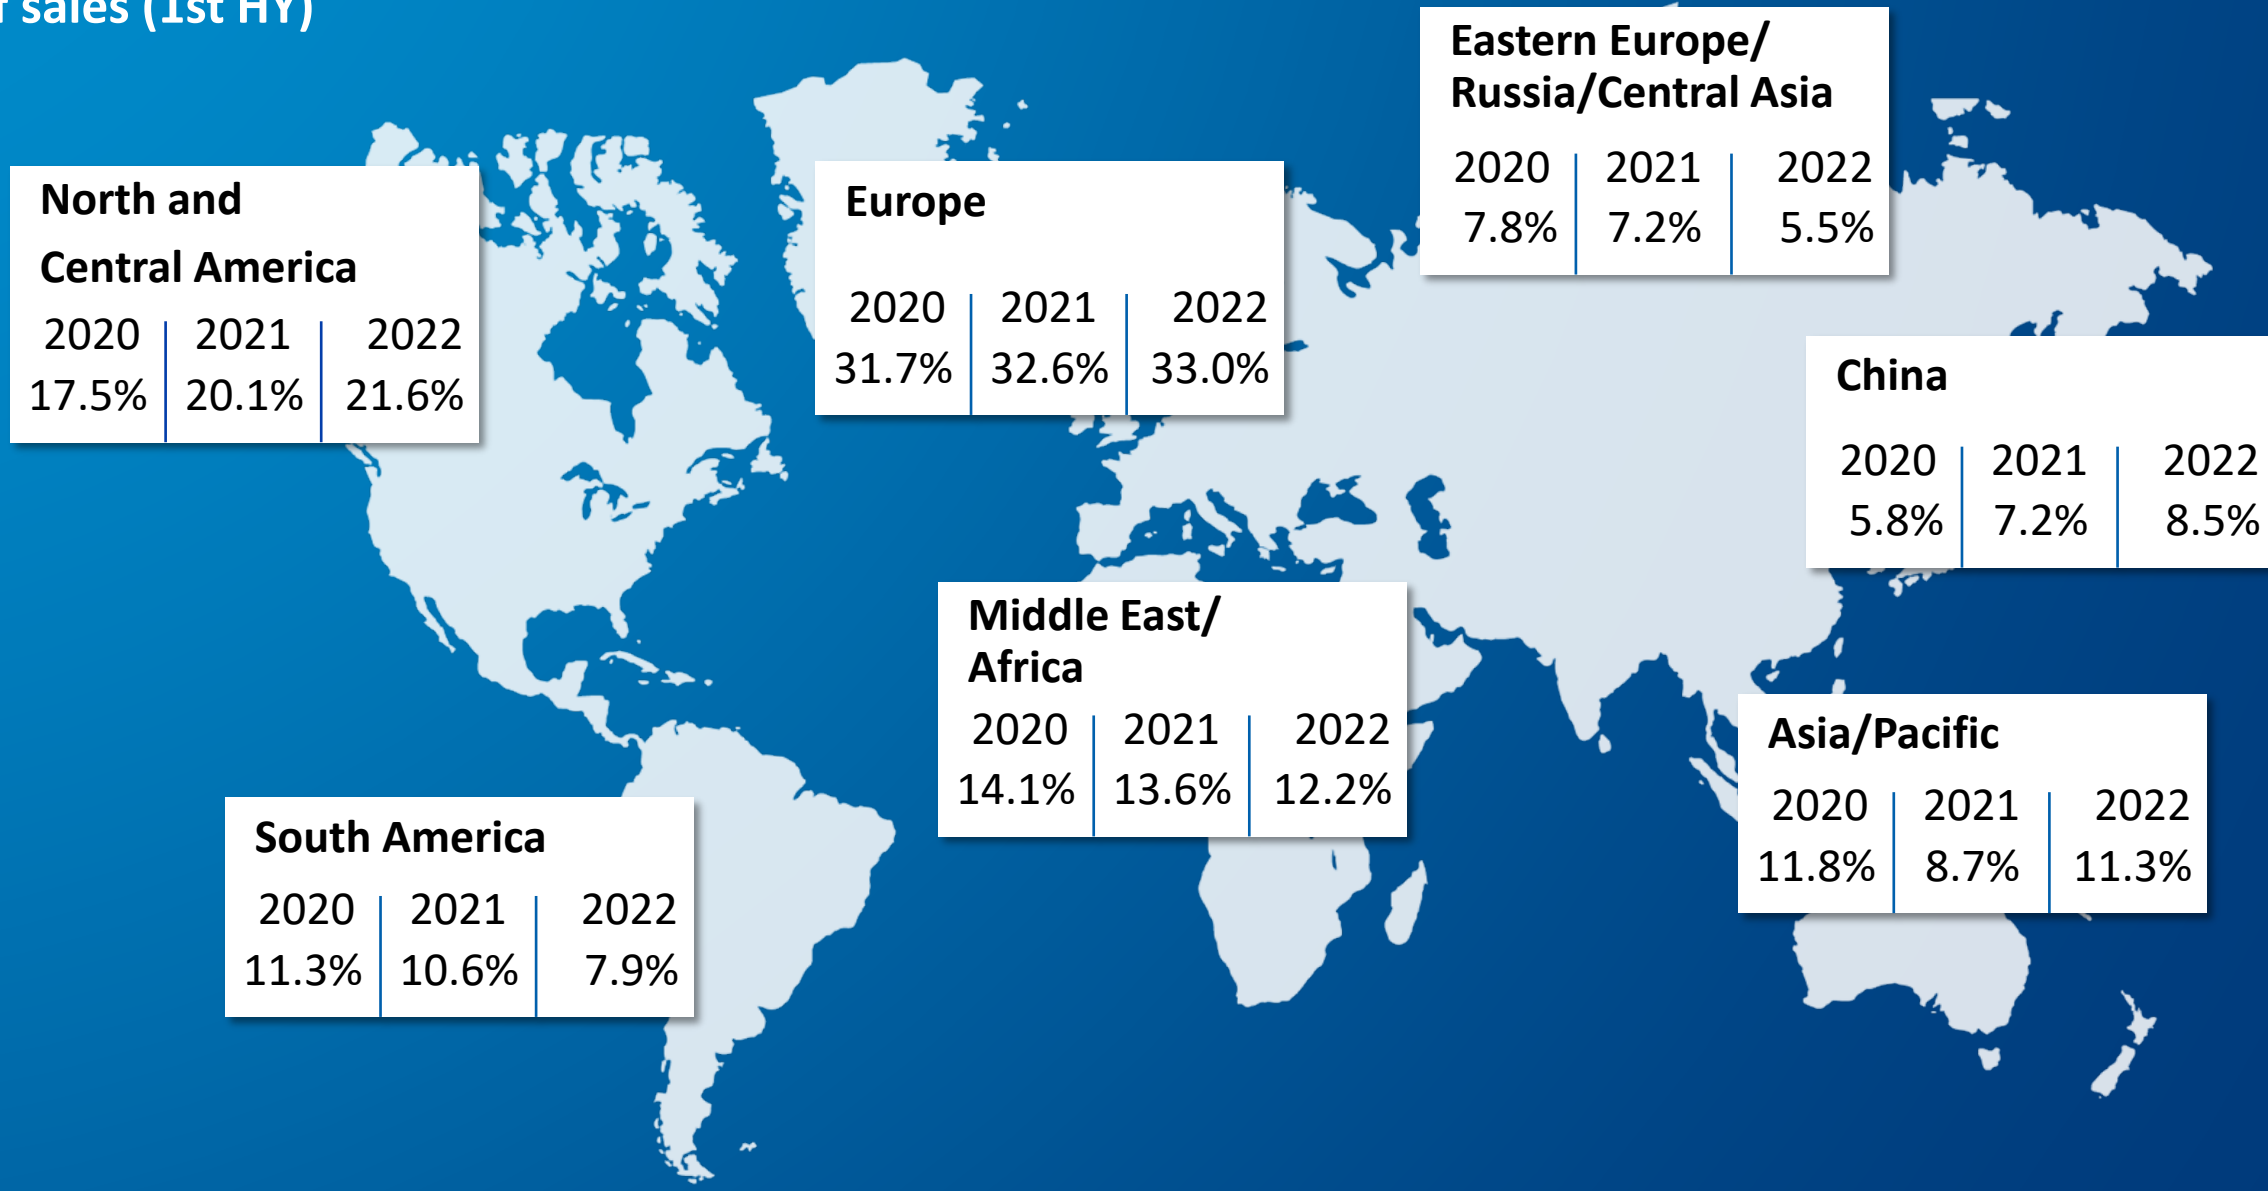 sales (1st HY)
Eastern Europe/
Russia/Central Asia
2020 2021 2022
7.8% 7.2% 5.5%
North and
Central America
2020 2021 2022
17.5% 20.1% 21.6%
Europe
2020 2021 2022
31.7% 32.6% 33.0%
China
2020 2021 2022
5.8% 7.2% 8.5%
Middle East/
Africa
2020 2021 2022
14.1% 13.6% 12.2%
Asia/Pacific
2020 2021 2022
11.8% 8.7% 11.3%
South America
2020 2021 2022
11.3% 10.6% 7.9%